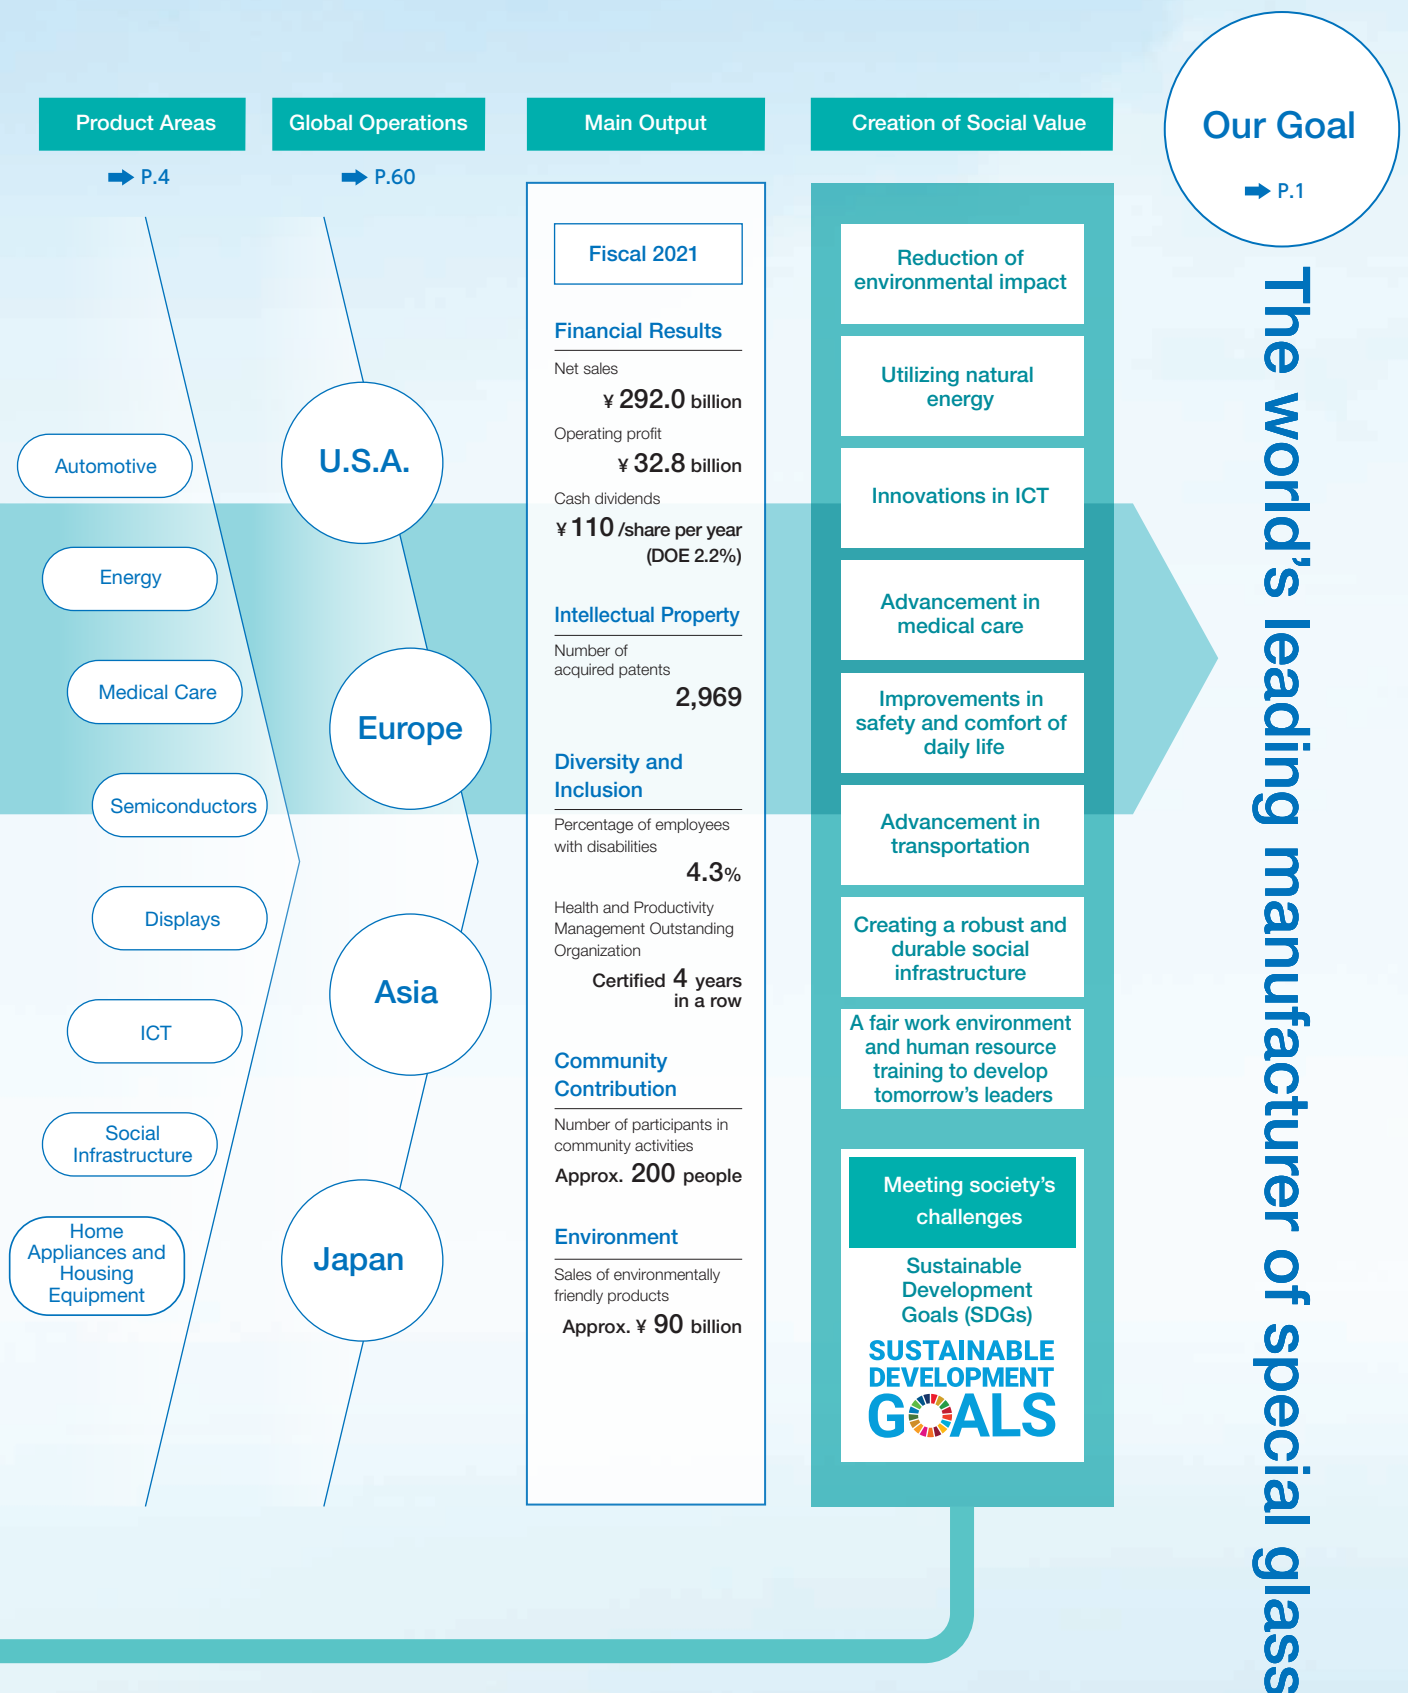 Product Areas
➡ P.4
Automotive
Energy
Medical Care
Semiconductors
Displays
ICT
Social
Infrastructure
Home
Appliances and
Housing
Equipment
Global Operations
➡ P.60
U.S.A.
Europe
Asia
Japan
Main Output
Fiscal 2021
Financial Results
Net sales
¥ 292.0 billion
Operating profit
¥ 32.8 billion
Cash dividends
¥ 110 /share per year
(DOE 2.2%)
Intellectual Property
Number of
acquired patents
2,969
Diversity and
Inclusion
Percentage of employees
with disabilities
4.3%
Health and Productivity
Management Outstanding
Organization
Certified 4 years
in a row
Community
Contribution
Number of participants in
community activities
Approx. 200 people
Environment
Sales of environmentally
friendly products
Approx. ¥ 90 billion
Creation of Social Value
Reduction of
environmental impact
Utilizing natural
energy
Innovations in ICT
Advancement in
medical care
Improvements in
safety and comfort of
daily life
Advancement in
transportation
Creating a robust and
durable social
infrastructure
A fair work environment
and human resource
training to develop
tomorrow's leaders
Meeting society's
challenges
Sustainable
Development
Goals (SDGs)
SUSTAINABLE
DEVELOPMENT
GOALS
Our Goal
➡ P.1
The world's leading manufacturer of special glass